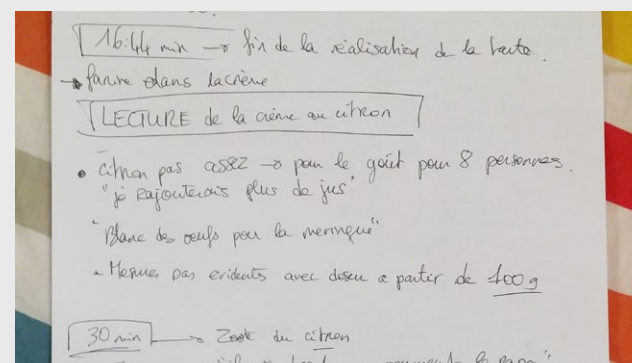 16:44 min → fin de la réalisation de la tarte.
→ farine dans la crème
LECTURE de la crème au citron
• citron pas assez → pour le goût pour 8 personnes.
"je rajouterais plus de jus"
"Blanc des oeufs pour la meringue"
- Mesures pas evidents avec doseur a partir de 100g
30 min → Zeste du citron